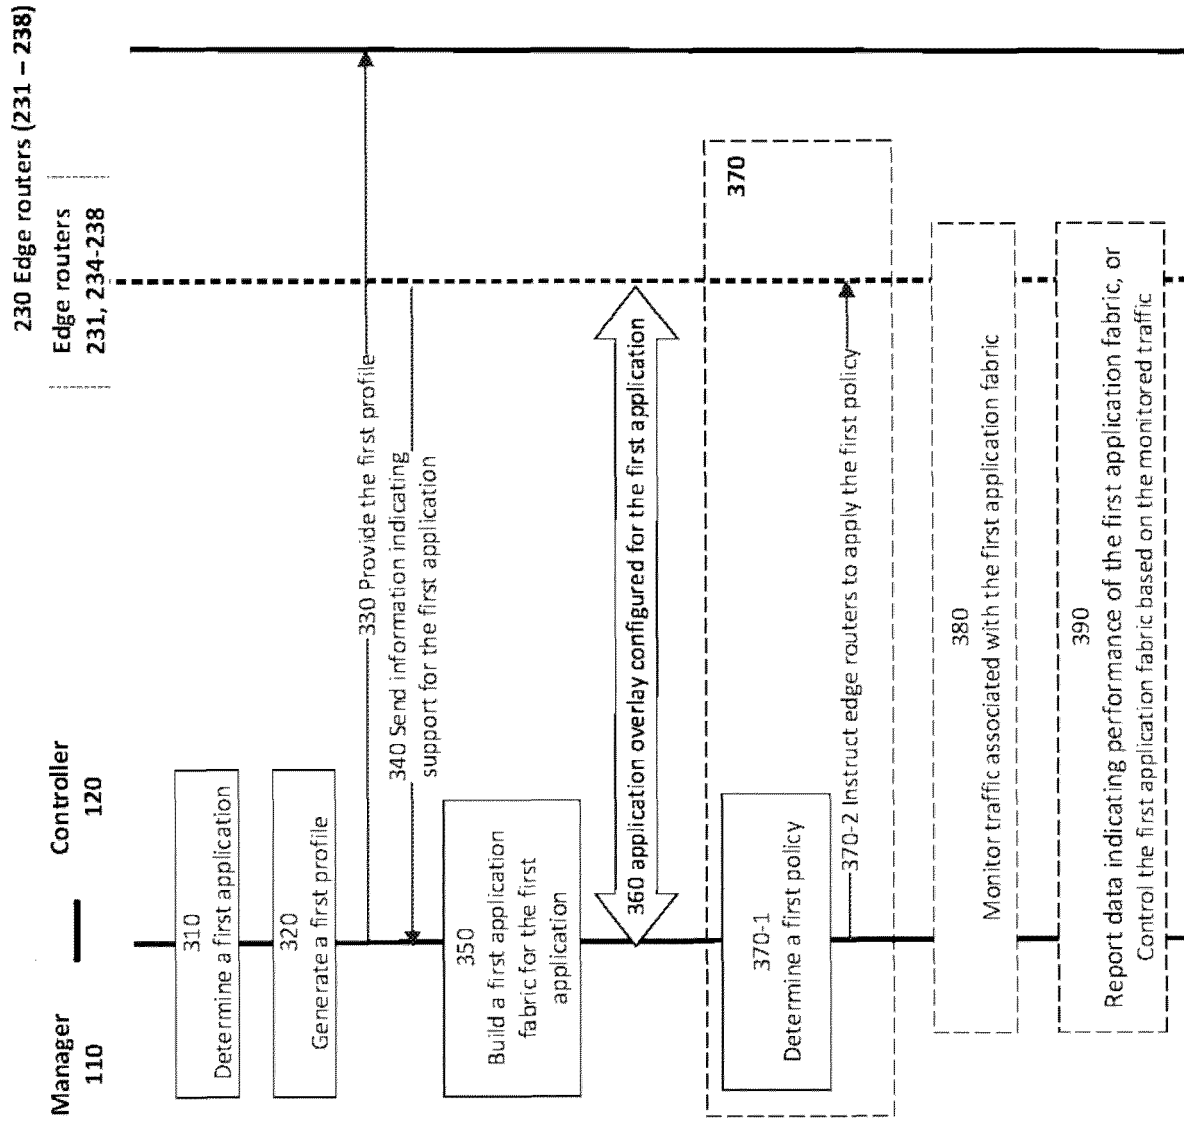 Manager
110
Controller
120
230 Edge routers (231 – 238)
Edge routers
231, 234-238
310
Determine a first application
320
Generate a first profile
330 Provide the first profile
340 Send information indicating
support for the first application
350
Build a first application
fabric for the first
application
360 application overlay configured for the first application
370
370-1
Determine a first policy
370-2 Instruct edge routers to apply the first policy
380
Monitor traffic associated with the first application fabric
390
Report data indicating performance of the first application fabric, or
Control the first application fabric based on the monitored traffic